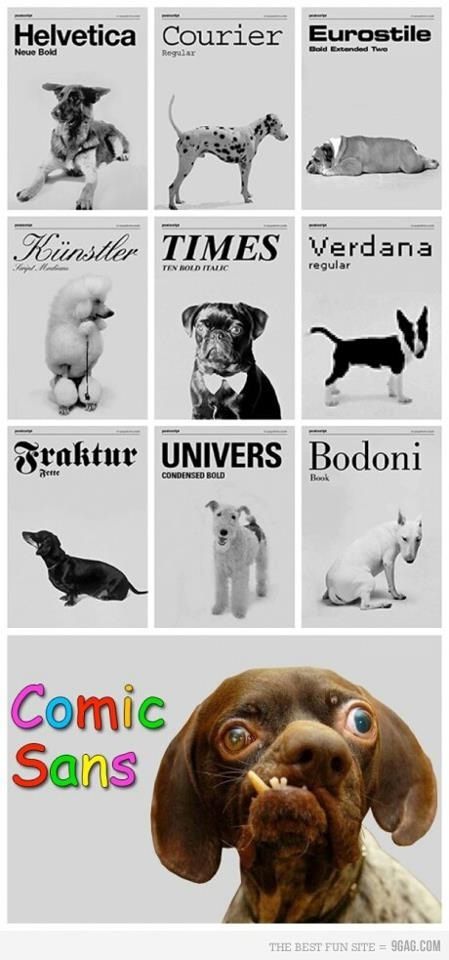 Helvetica
Neue Bold
Courier
Regular
Eurostile
Bold Extended Two
Künstler
Script Medium
TIMES
TEN BOLD ITALIC
Verdana
regular
Fraktur
Fette
UNIVERS
CONDENSED BOLD
Bodoni
Book
Comic
Sans
THE BEST FUN SITE = 9GAG.COM